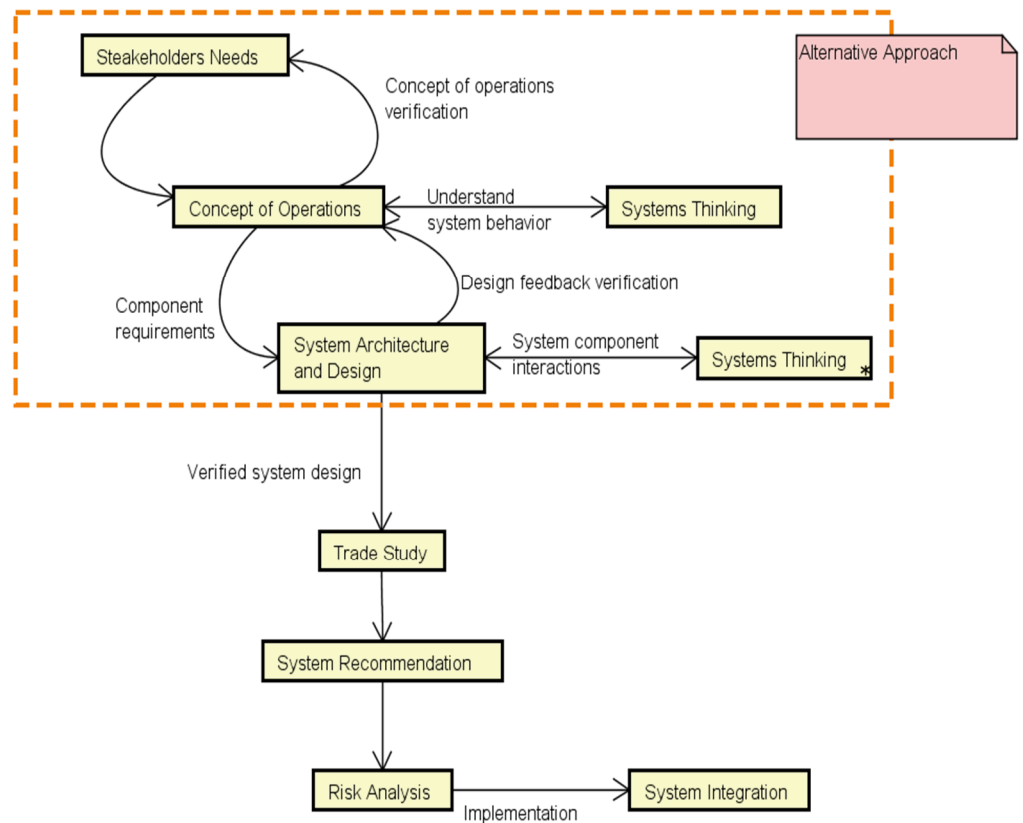 Steakholders Needs
Alternative Approach
Concept of operations
verification
Concept of Operations
Understand
system behavior
Systems Thinking
Design feedback verification
Component
requirements
System Architecture
and Design
System component
interactions
Systems Thinking
*
Verified system design
Trade Study
System Recommendation
Risk Analysis
Implementation
System Integration